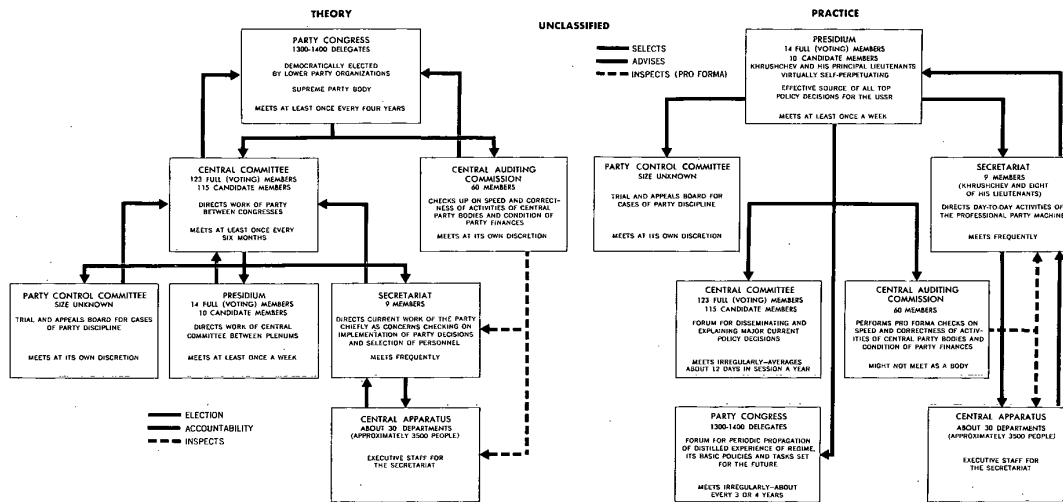 THEORY
PARTY CONGRESS
1300-1400 DELEGATES
DEMOCRATICALLY ELECTED
BY LOWER PARTY ORGANIZATIONS
SUPREME PARTY BODY
MEETS AT LEAST ONCE EVERY FOUR YEARS
CENTRAL COMMITTEE
123 FULL (VOTING) MEMBERS
115 CANDIDATE MEMBERS
DIRECTS WORK OF PARTY
BETWEEN CONGRESSES
MEETS AT LEAST ONCE EVERY
SIX MONTHS
CENTRAL AUDITING
COMMISSION
60 MEMBERS
CHECKS UP ON SPEED AND CORRECT-
NESS OF ACTIVITIES OF CENTRAL
PARTY BODIES AND CONDITION OF
PARTY FINANCES
MEETS AT ITS OWN DISCRETION
PARTY CONTROL COMMITTEE
SIZE UNKNOWN
TRIAL AND APPEALS BOARD FOR CASES
OF PARTY DISCIPLINE
MEETS AT ITS OWN DISCRETION
PRESIDIUM
14 FULL (VOTING) MEMBERS
10 CANDIDATE MEMBERS
DIRECTS WORK OF CENTRAL
COMMITTEE BETWEEN PLENUMS
MEETS AT LEAST ONCE A WEEK
SECRETARIAT
9 MEMBERS
DIRECTS CURRENT WORK OF THE PARTY
CHIEFLY AS CONCERNS CHECKING ON
IMPLEMENTATION OF PARTY DECISIONS
AND SELECTION OF PERSONNEL
MEETS FREQUENTLY
CENTRAL APPARATUS
ABOUT 30 DEPARTMENTS
(APPROXIMATELY 3500 PEOPLE)
EXECUTIVE STAFF FOR
THE SECRETARIAT
ELECTION
ACCOUNTABILITY
INSPECTS
UNCLASSIFIED
PRACTICE
SELECTS
ADVISES
INSPECTS (PRO FORMA)
PRESIDIUM
14 FULL (VOTING) MEMBERS
10 CANDIDATE MEMBERS
KHRUSHCHEV AND HIS PRINCIPAL LIEUTENANTS
VIRTUALLY SELF-PERPETUATING
EFFECTIVE SOURCE OF ALL TOP
POLICY DECISIONS FOR THE USSR
MEETS AT LEAST ONCE A WEEK
PARTY CONTROL COMMITTEE
SIZE UNKNOWN
TRIAL AND APPEALS BOARD FOR
CASES OF PARTY DISCIPLINE
MEETS AT ITS OWN DISCRETION
SECRETARIAT
9 MEMBERS
(KHRUSHCHEV AND EIGHT
OF HIS LIEUTENANTS)
DIRECTS DAY-TO-DAY ACTIVITIES OF
THE PROFESSIONAL PARTY MACHINE
MEETS FREQUENTLY
CENTRAL COMMITTEE
123 FULL (VOTING) MEMBERS
115 CANDIDATE MEMBERS
FORUM FOR DISSEMINATING AND
EXPLAINING MAJOR CURRENT
POLICY DECISIONS
MEETS IRREGULARLY—AVERAGES
ABOUT 12 DAYS IN SESSION A YEAR
CENTRAL AUDITING
COMMISSION
60 MEMBERS
PERFORMS PRO FORMA CHECKS ON
SPEED AND CORRECTNESS OF ACTIV-
ITIES OF CENTRAL PARTY BODIES AND
CONDITION OF PARTY FINANCES
MIGHT NOT MEET AS A BODY
PARTY CONGRESS
1300-1400 DELEGATES
FORUM FOR PERIODIC PROPAGATION
OF DISTILLED EXPERIENCE OF REGIME,
ITS BASIC POLICIES AND TASKS SET
FOR THE FUTURE
MEETS IRREGULARLY—ABOUT
EVERY 3 OR 4 YEARS
CENTRAL APPARATUS
ABOUT 30 DEPARTMENTS
(APPROXIMATELY 3500 PEOPLE)
EXECUTIVE STAFF FOR
THE SECRETARIAT